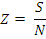 Z = S/N